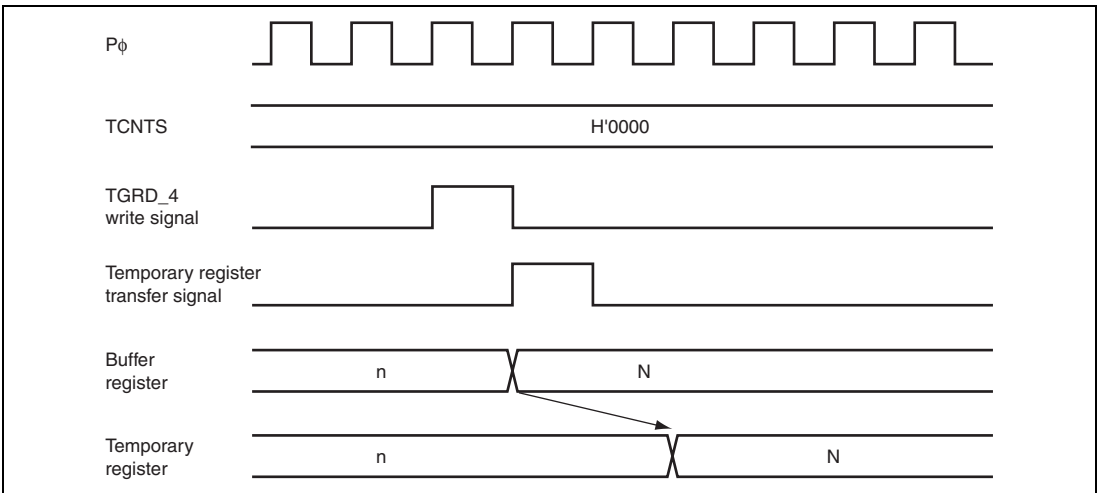 Pϕ
TCNTS
H'0000
TGRD_4
write signal
Temporary register
transfer signal
Buffer
register
n
N
Temporary
register
n
N